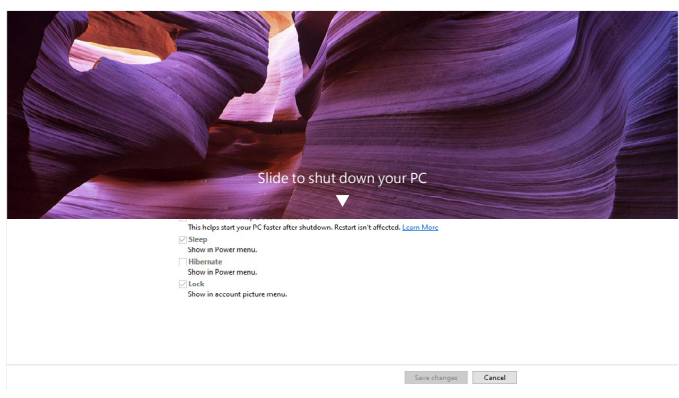 Slide to shut down your PC
This helps start your PC faster after shutdown. Restart isn't affected. Learn More
Sleep
Show in Power menu.
Hibernate
Show in Power menu.
Lock
Show in account picture menu.
Save changes Cancel